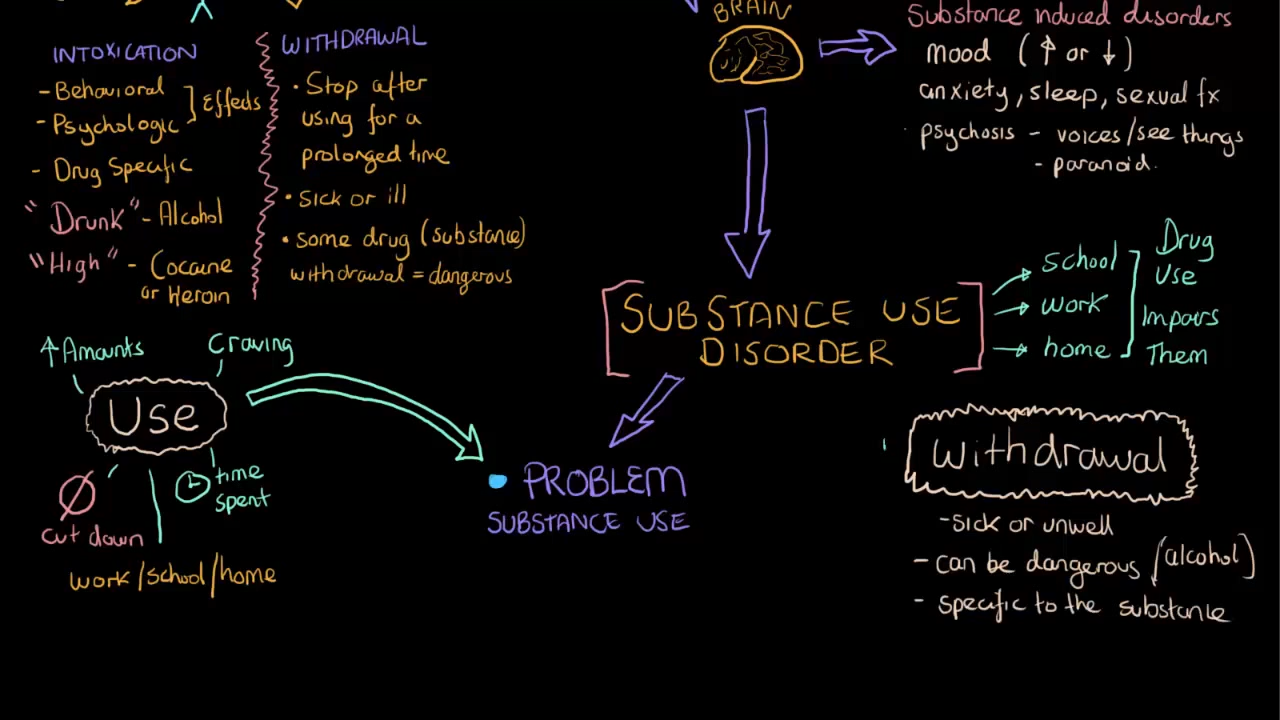 BRAIN
Substance induced disorders
mood (↑ or ↓)
anxiety, sleep, sexual fx
psychosis - voices/see things
- paranoid.
INTOXICATION
- Behavioral
- Psychologic
] Effects
- Drug Specific
"Drunk" - Alcohol
"High" - Cocaine
or Heroin
WITHDRAWAL
• Stop after
using for a
prolonged time
• Sick or ill
• Some drug (substance)
withdrawal = dangerous
SUBSTANCE USE
DISORDER
school
work
home
Drug
Use
Impairs
Them
↑ Amounts
Craving
Use
cut down
time
spent
work/school/home
• PROBLEM
SUBSTANCE USE
Withdrawal
- Sick or unwell
- can be dangerous (alcohol)
- specific to the substance